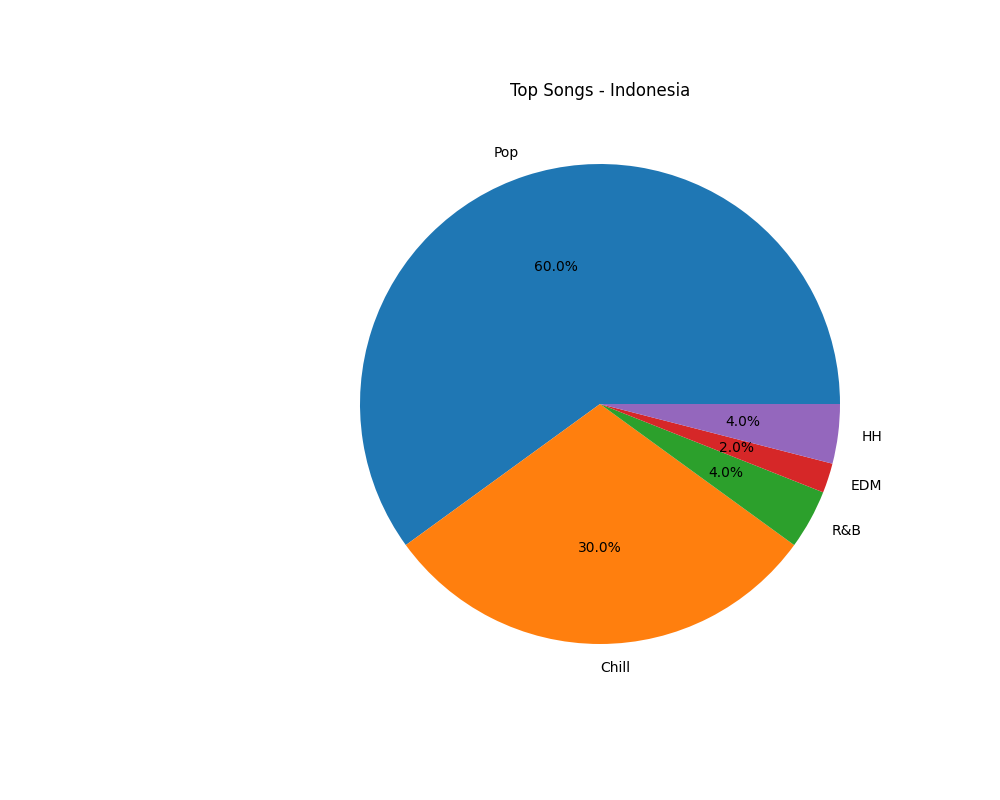 Top Songs - Indonesia
Pop
60.0%
4.0%
HH
2.0%
4.0%
EDM
R&B
30.0%
Chill